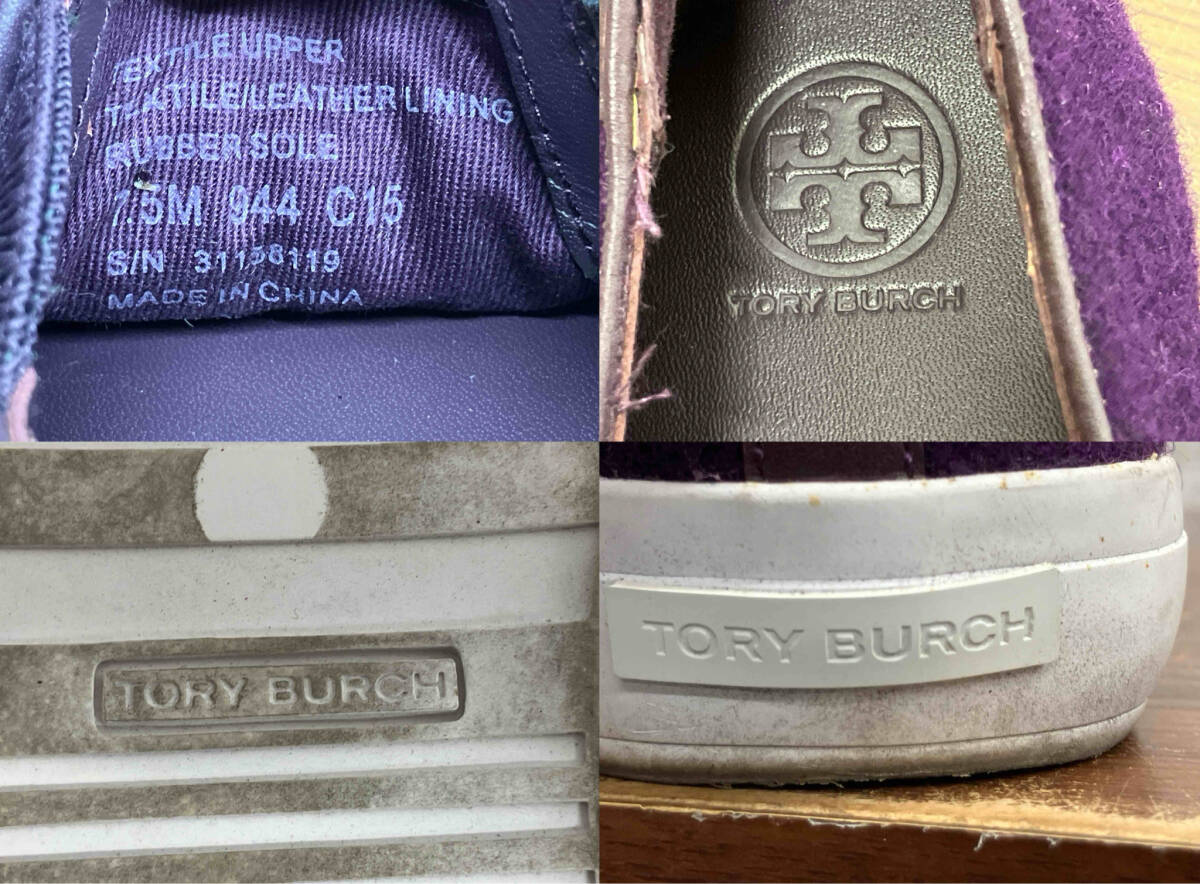 TEXTILE UPPER
TEXTILE/LEATHER LINING
RUBBER SOLE
7.5M 944 C15
S/N 31158119
MADE IN CHINA
TORY BURCH
TORY BURCH
TORY BURCH